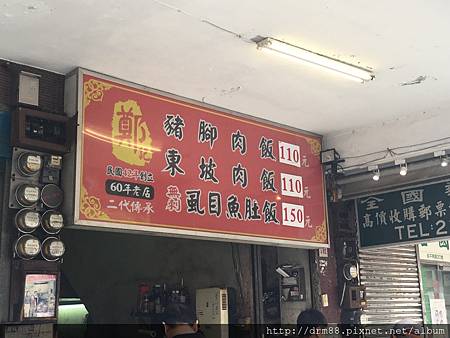 鄭記
民國42年創立
60年老店
二代傳承
豬腳肉飯110元
東坡肉飯110元
無刺虱目魚肚飯150元
全國
高價收購郵票
TEL:2
http://drm88.pixnet.net/album